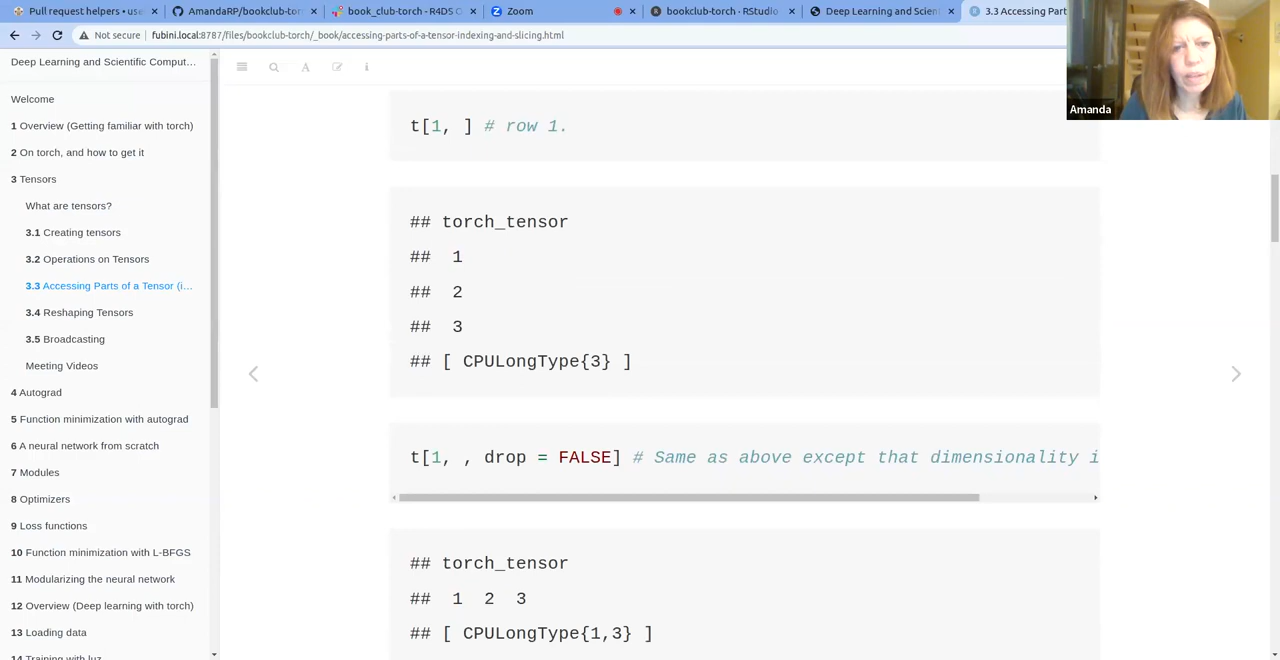 Pull request helpers • use
AmandaRP/bookclub-tor
book_club-torch - R4DS C
Zoom
bookclub-torch · RStudio
Deep Learning and Scien
3.3 Accessing Part
Not secure | fubini.local:8787/files/bookclub-torch/_book/accessing-parts-of-a-tensor-indexing-and-slicing.html
Deep Learning and Scientific Comput...
Welcome
1 Overview (Getting familiar with torch)
2 On torch, and how to get it
3 Tensors
What are tensors?
3.1 Creating tensors
3.2 Operations on Tensors
3.3 Accessing Parts of a Tensor (i...
3.4 Reshaping Tensors
3.5 Broadcasting
Meeting Videos
4 Autograd
5 Function minimization with autograd
6 A neural network from scratch
7 Modules
8 Optimizers
9 Loss functions
10 Function minimization with L-BFGS
11 Modularizing the neural network
12 Overview (Deep learning with torch)
13 Loading data
14 Training with luz
t[1, ] # row 1.
## torch_tensor
## 1
## 2
## 3
## [ CPULongType{3} ]
t[1, , drop = FALSE] # Same as above except that dimensionality i
## torch_tensor
## 1 2 3
## [ CPULongType{1,3} ]
Amanda